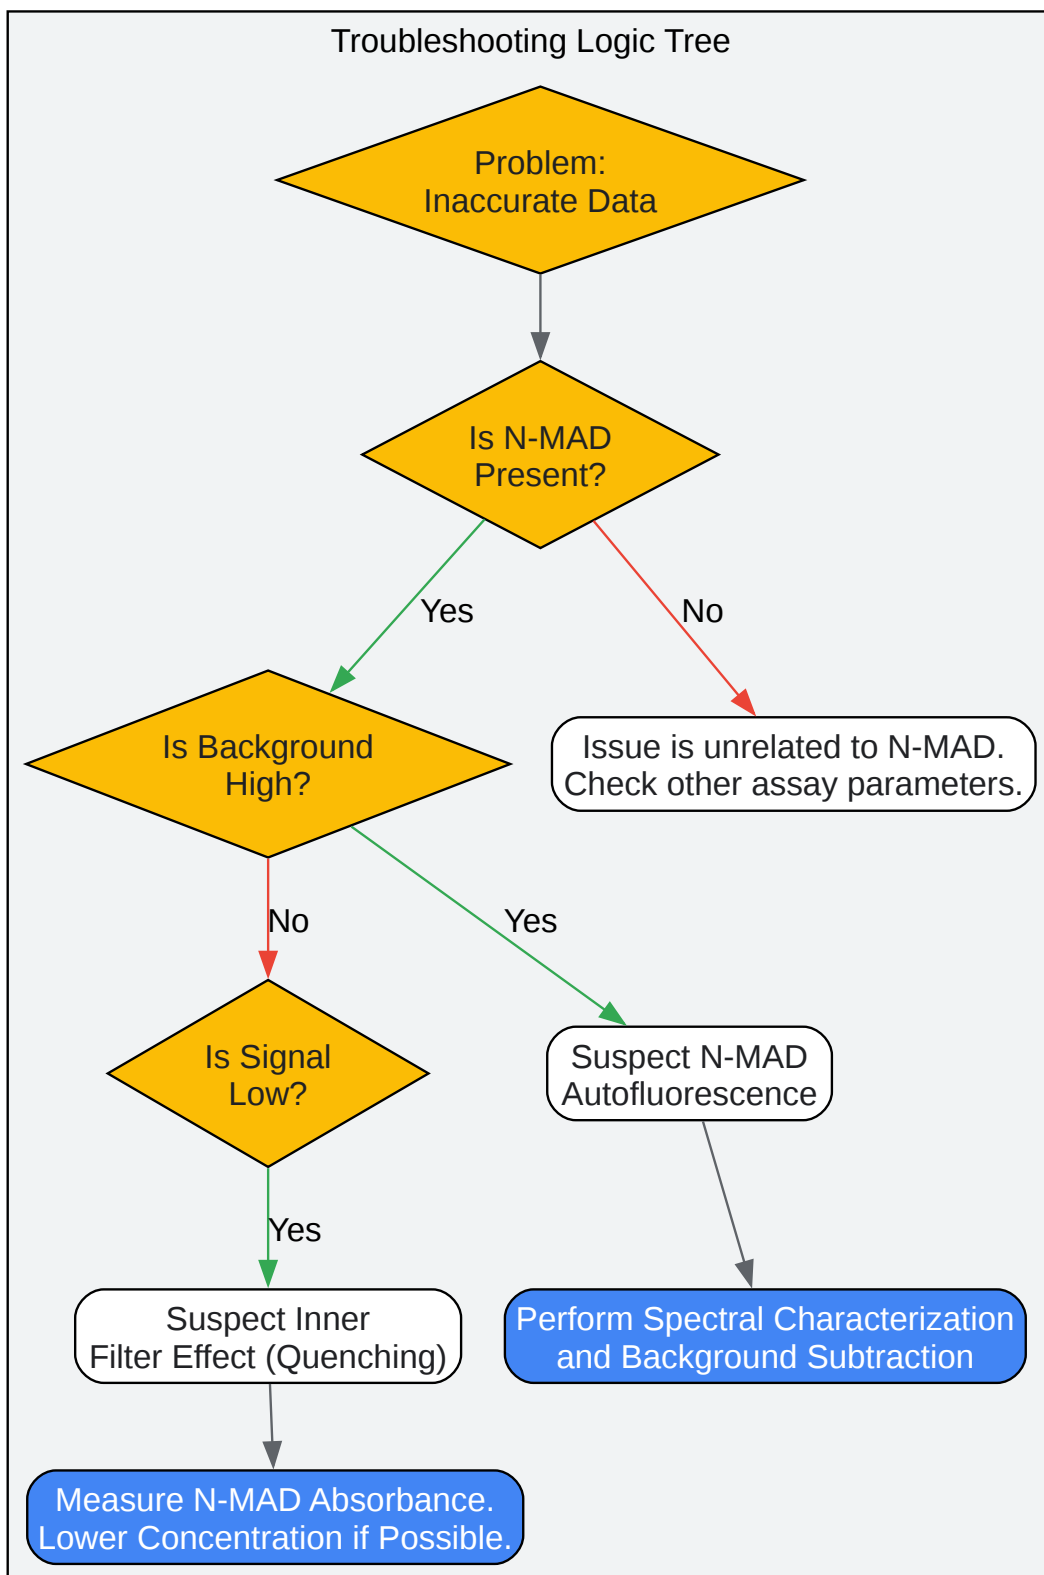 Troubleshooting Logic Tree
Problem:
Inaccurate Data
Is N-MAD
Present?
Yes
No
Is Background
High?
Issue is unrelated to N-MAD.
Check other assay parameters.
No
Yes
Is Signal
Low?
Suspect N-MAD
Autofluorescence
Yes
Suspect Inner
Filter Effect (Quenching)
Perform Spectral Characterization
and Background Subtraction
Measure N-MAD Absorbance.
Lower Concentration if Possible.